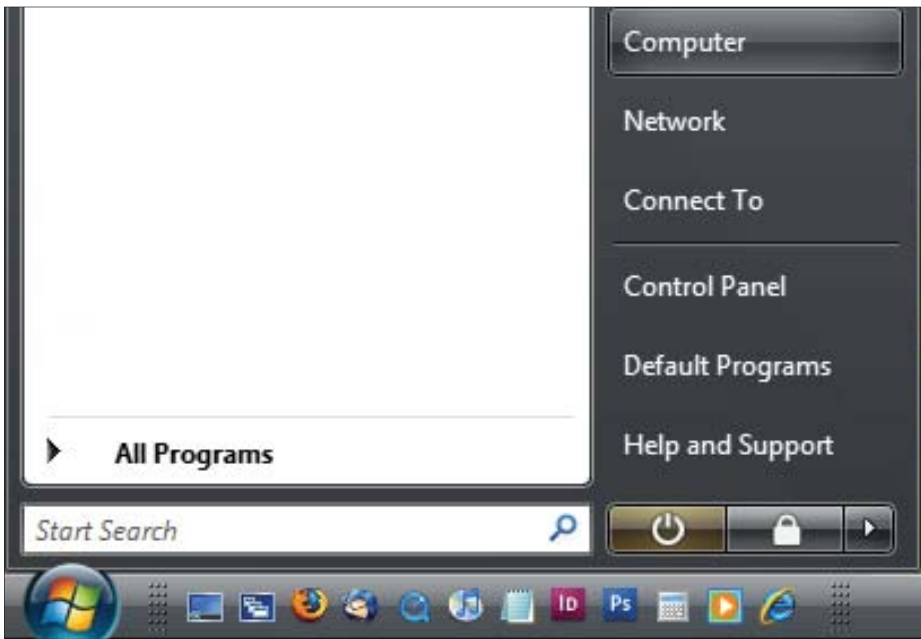 Computer
Network
Connect To
Control Panel
Default Programs
Help and Support
All Programs
Start Search
ID
Ps